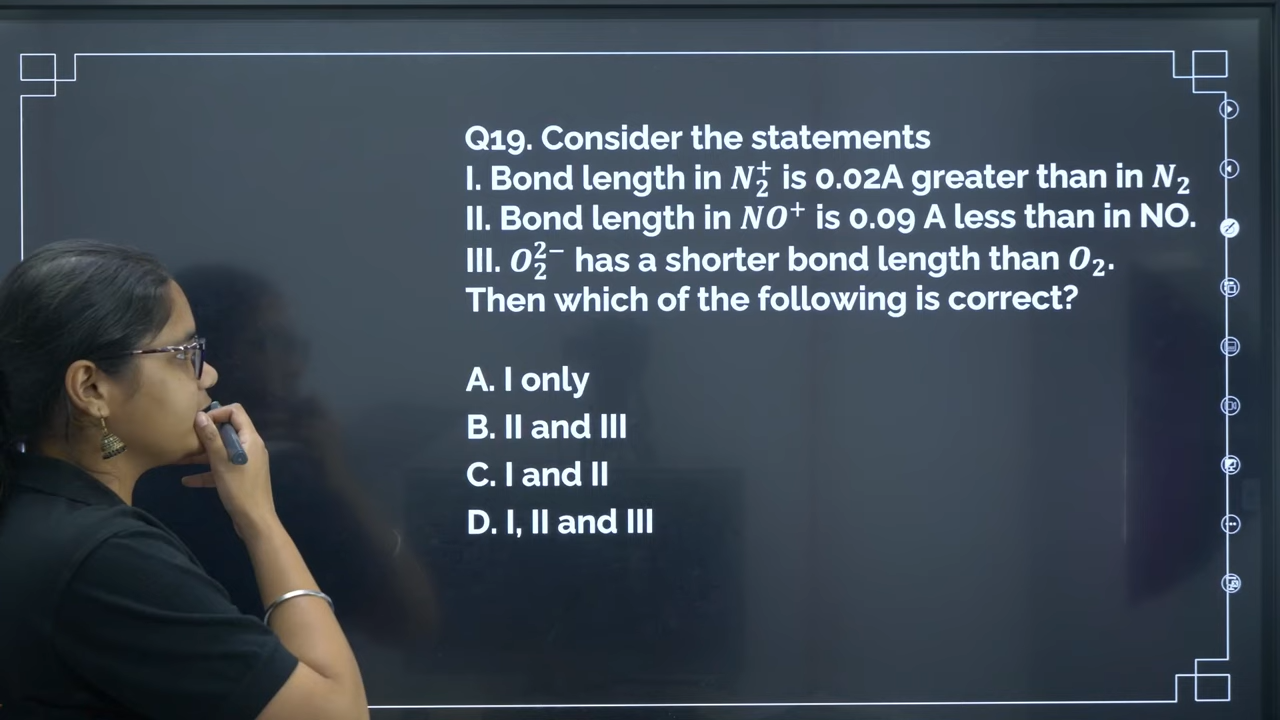 Q19. Consider the statements
I. Bond length in N₂⁺ is 0.02A greater than in N₂
II. Bond length in NO⁺ is 0.09 A less than in NO.
III. O₂²⁻ has a shorter bond length than O₂.
Then which of the following is correct?
A. I only
B. II and III
C. I and II
D. I, II and III